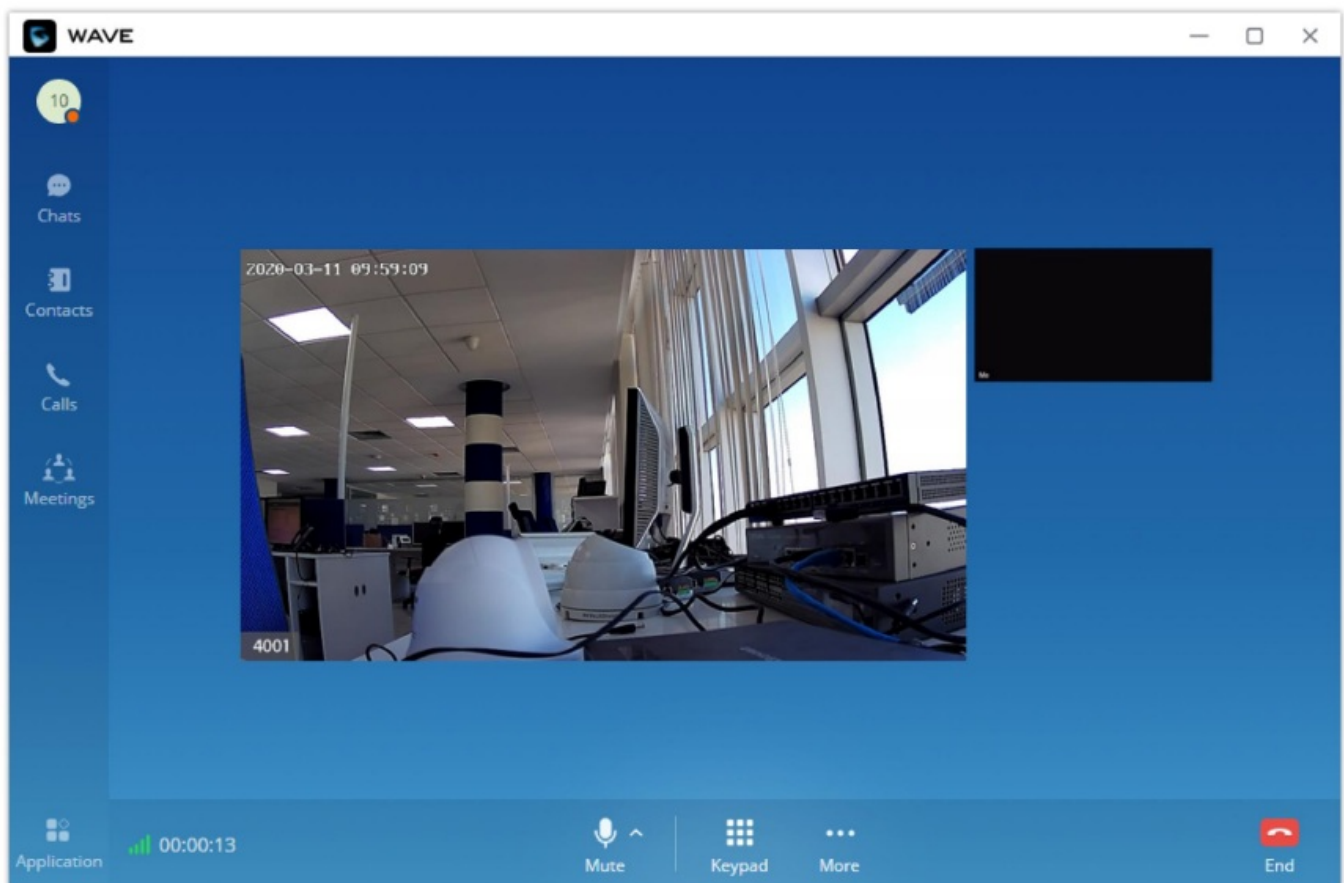 WAVE
10
Chats
Contacts
Calls
Meetings
Application
2020-03-11 09:59:09
4001
Me
00:00:13
Mute
Keypad
More
End